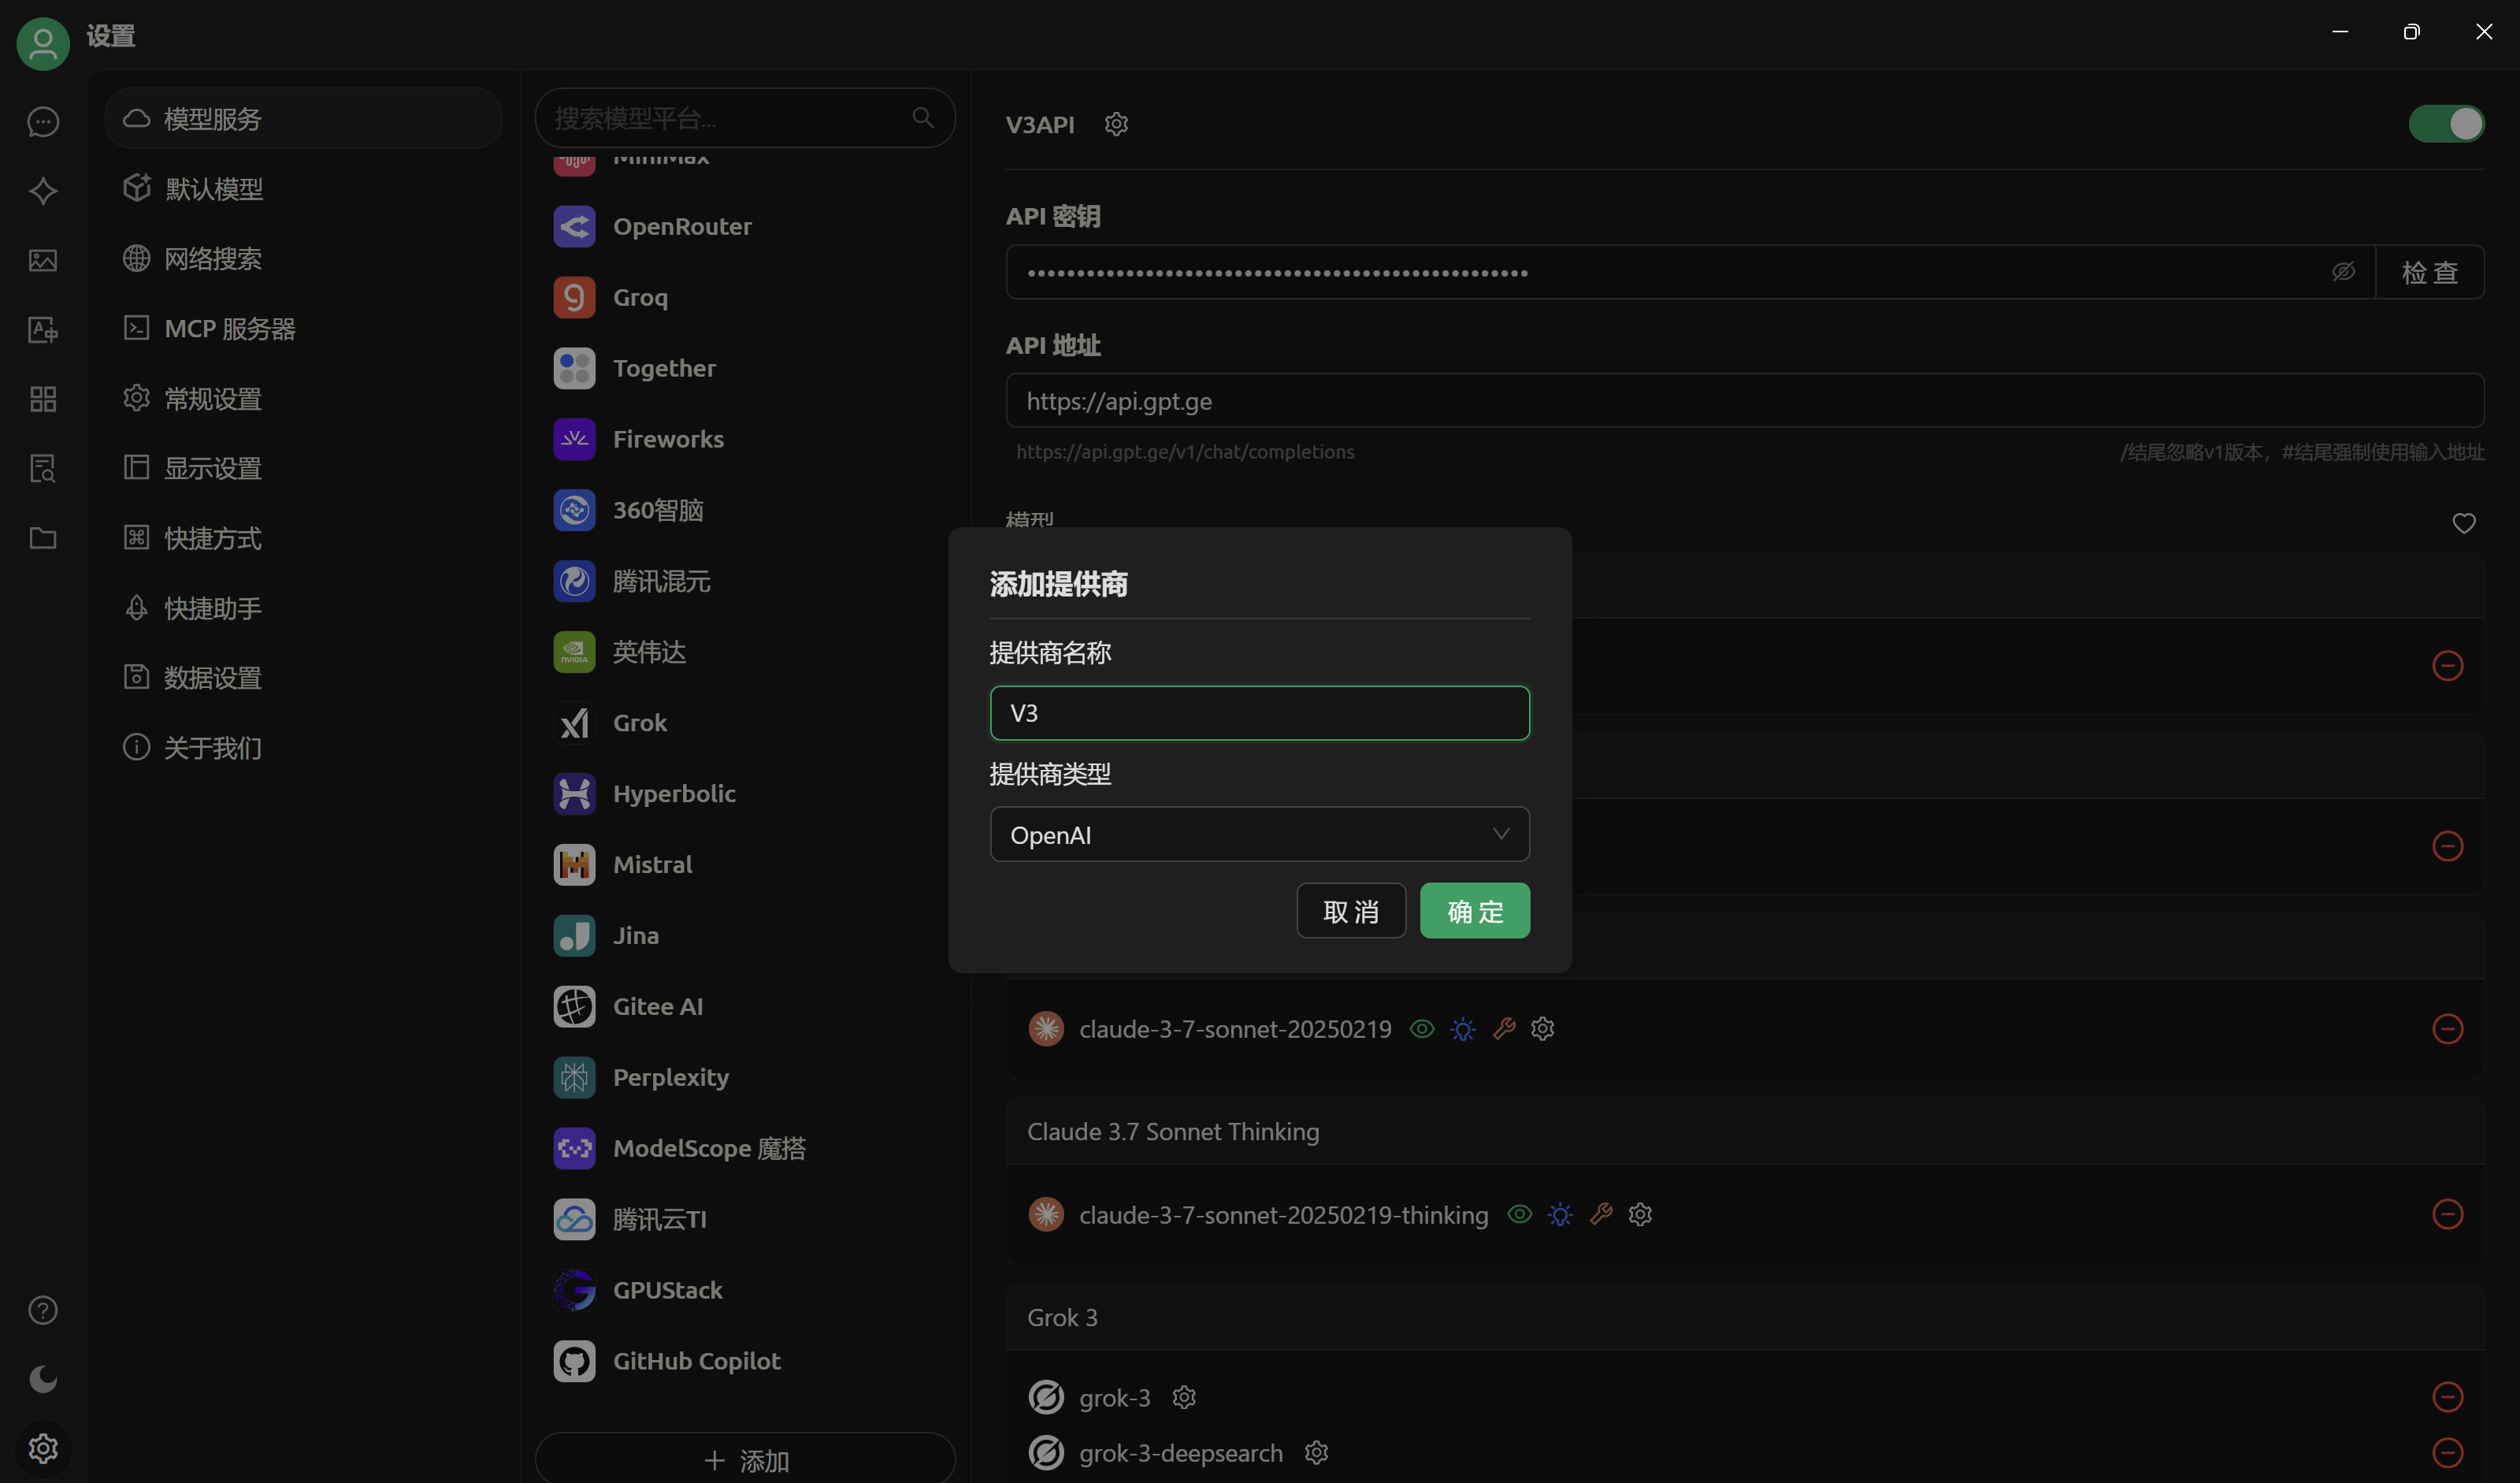 设置
模型服务
默认模型
网络搜索
MCP 服务器
常规设置
显示设置
快捷方式
快捷助手
数据设置
关于我们
搜索模型平台...
MiniMax
OpenRouter
Groq
Together
Fireworks
360智脑
腾讯混元
英伟达
Grok
Hyperbolic
Mistral
Jina
Gitee AI
Perplexity
ModelScope 魔搭
腾讯云TI
GPUStack
GitHub Copilot
添加
V3API
API 密钥
检 查
API 地址
https://api.gpt.ge
https://api.gpt.ge/v1/chat/completions
/结尾忽略v1版本，#结尾强制使用输入地址
模型
添加提供商
提供商名称
V3
提供商类型
OpenAI
取 消
确 定
claude-3-7-sonnet-20250219
Claude 3.7 Sonnet Thinking
claude-3-7-sonnet-20250219-thinking
Grok 3
grok-3
grok-3-deepsearch